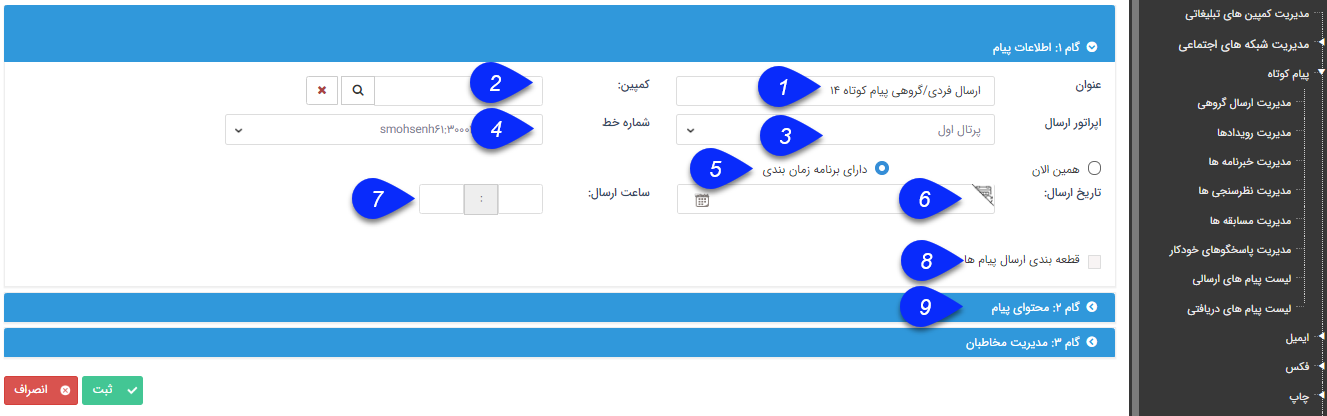 گام ۱: اطلاعات پیام
عنوان
ارسال فردی/گروهی پیام کوتاه ۱۴
1
کمپین:
2
اپراتور ارسال
پرتال اول
3
شماره خط
4
smohsenh61:3000
همین الان
دارای برنامه زمان بندی
5
تاریخ ارسال:
6
ساعت ارسال:
:
7
قطعه بندی ارسال پیام ها
8
گام ۲: محتوای پیام
9
گام ۳: مدیریت مخاطبان
ثبت
انصراف
مدیریت کمپین های تبلیغاتی
مدیریت شبکه های اجتماعی
پیام کوتاه
مدیریت ارسال گروهی
مدیریت رویدادها
مدیریت خبرنامه ها
مدیریت نظرسنجی ها
مدیریت مسابقه ها
مدیریت پاسخگوهای خودکار
لیست پیام های ارسالی
لیست پیام های دریافتی
ایمیل
فکس
چاپ